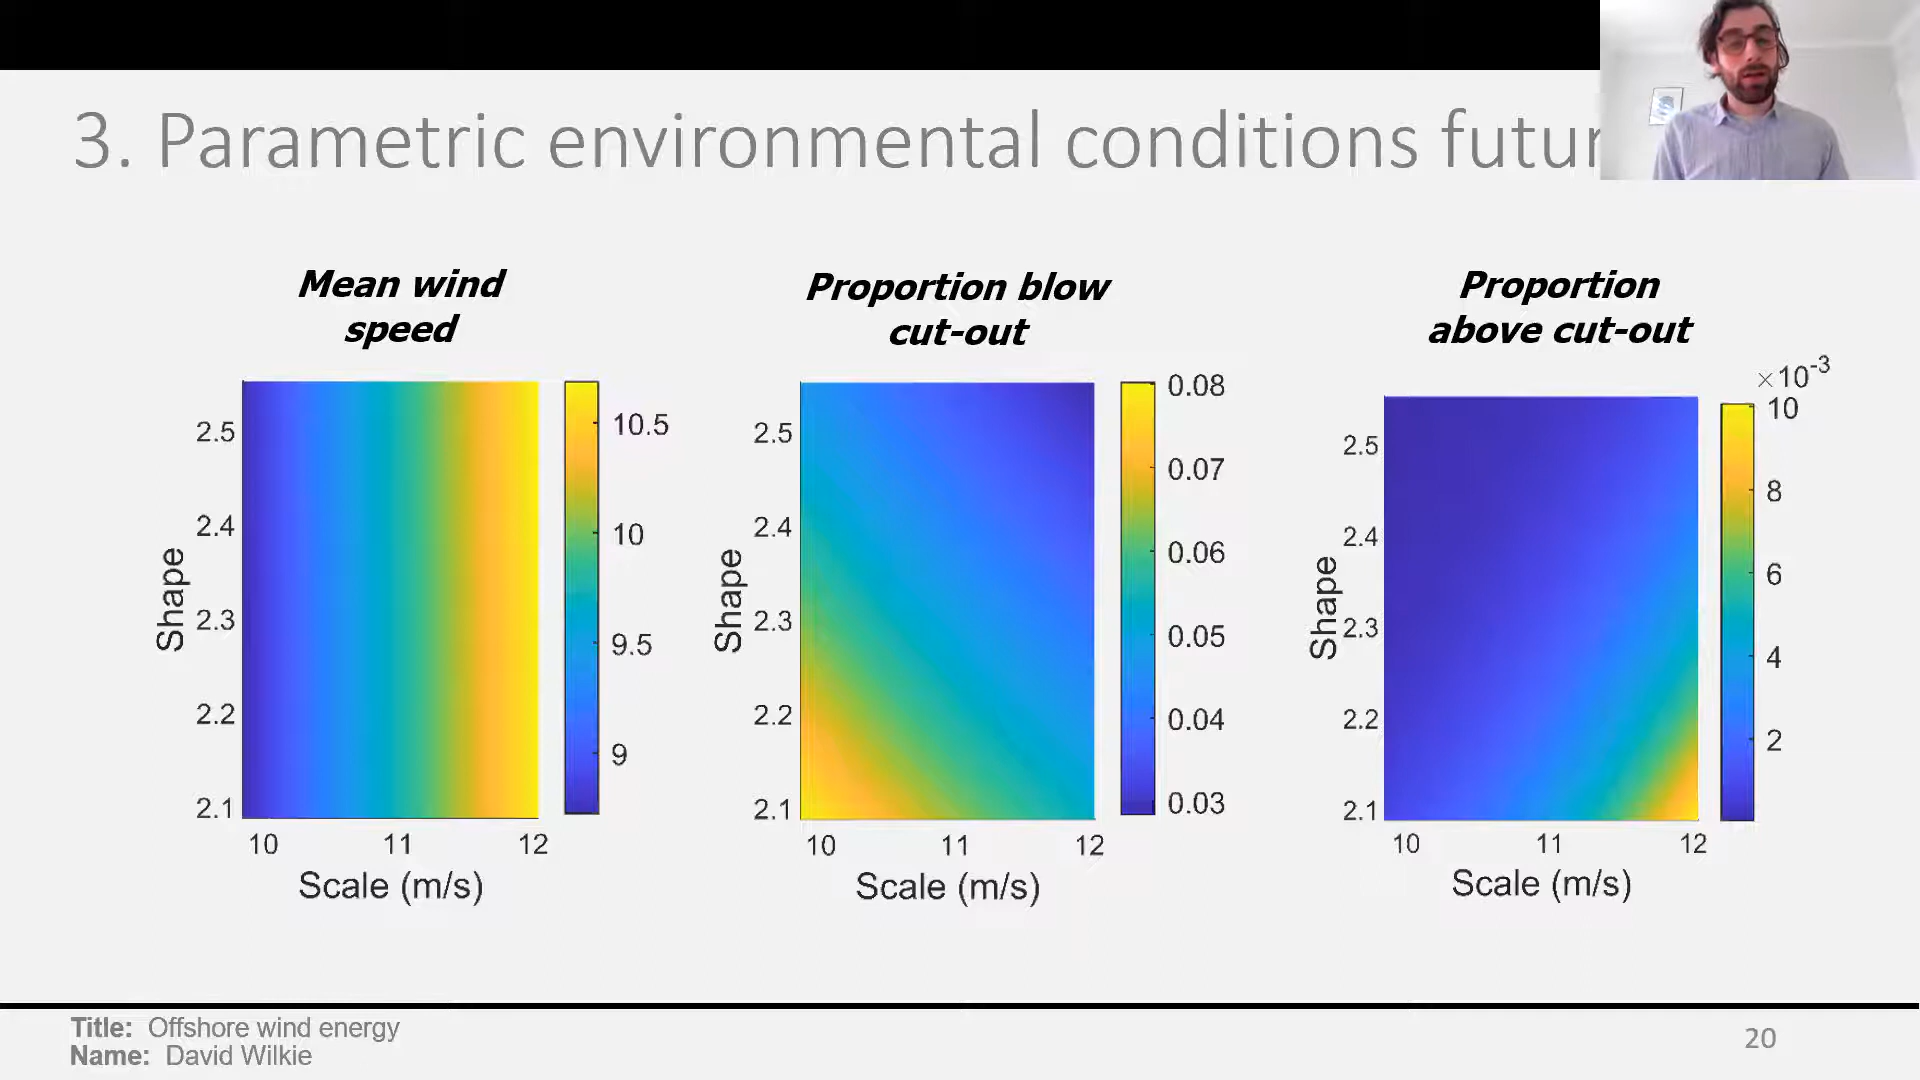 3. Parametric environmental conditions futur
Mean wind
speed
Proportion blow
cut-out
Proportion
above cut-out
×10-3
2.5
2.4
2.3
2.2
2.1
Shape
10 11 12
Scale (m/s)
10.5
10
9.5
9
2.5
2.4
2.3
2.2
2.1
Shape
10 11 12
Scale (m/s)
0.08
0.07
0.06
0.05
0.04
0.03
2.5
2.4
2.3
2.2
2.1
Shape
10 11 12
Scale (m/s)
10
8
6
4
2
Title: Offshore wind energy
Name: David Wilkie
20